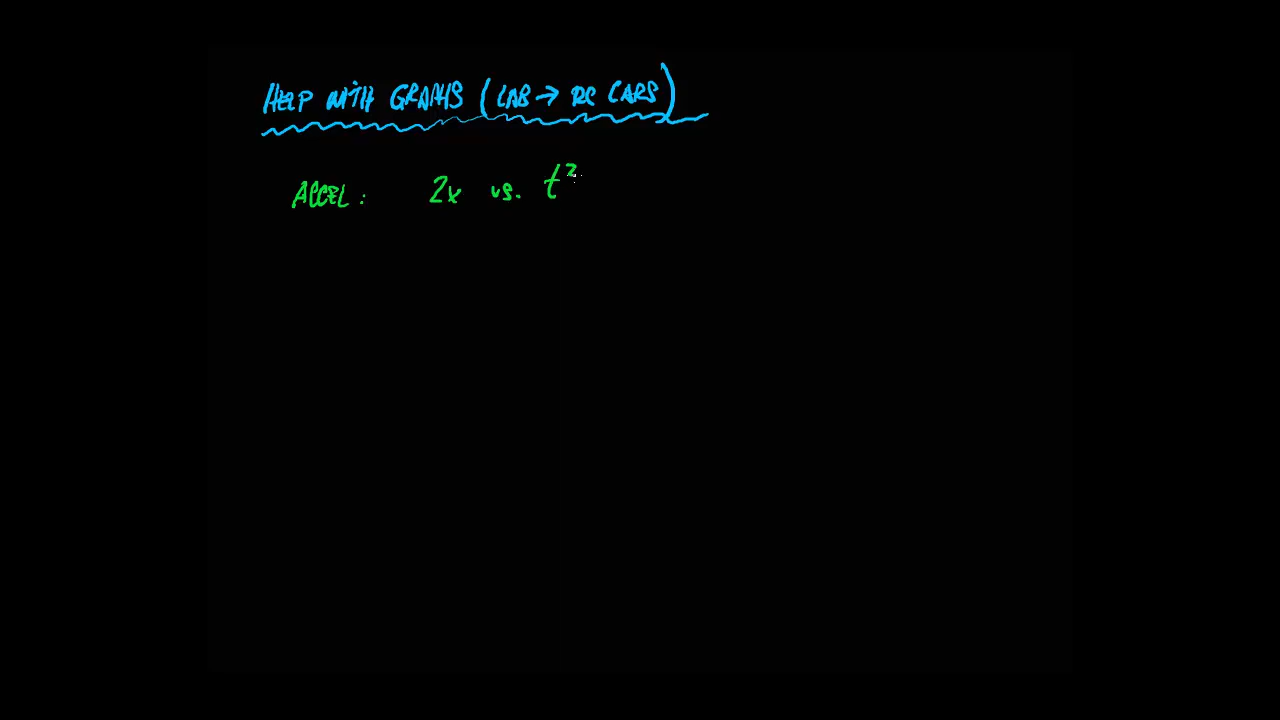 HELP WITH GRAPHS (LAB → RC CARS)
ACCEL: 2x vs. t²